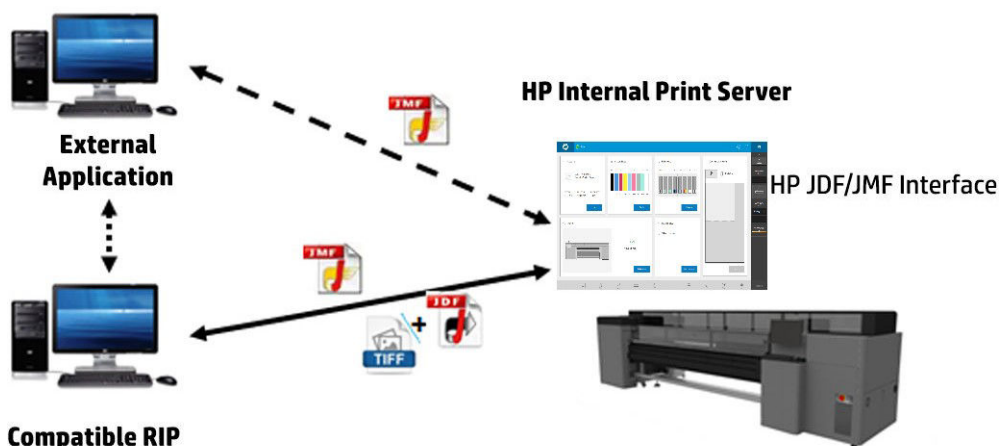 JMF
HP Internal Print Server
External
Application
HP JDF/JMF Interface
JMF
JDF
+
TIFF
Compatible RIP